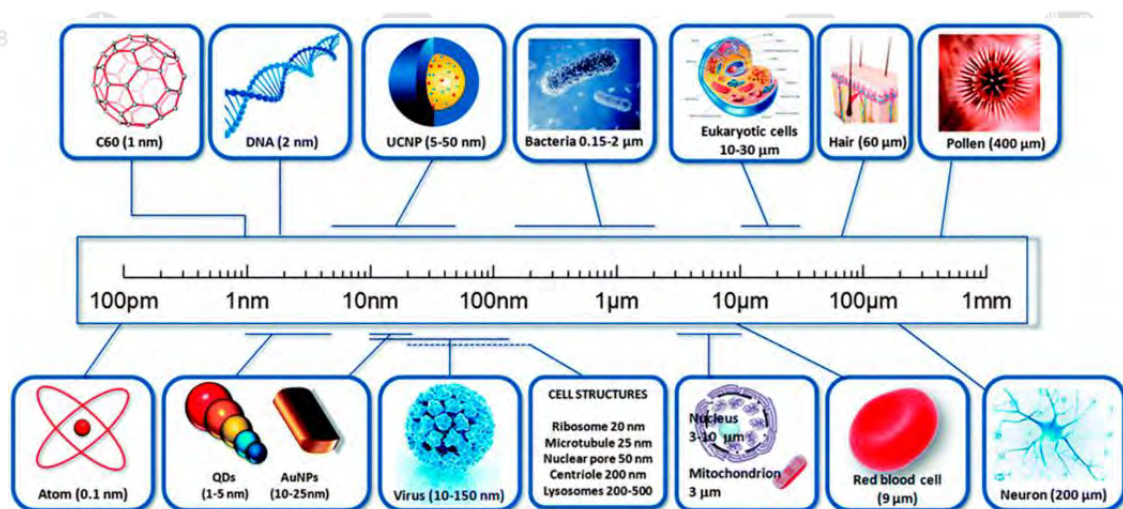 8
C60 (1 nm)
DNA (2 nm)
UCNP (5-50 nm)
Bacteria 0.15-2 μm
Eukaryotic cells
10-30 μm
Hair (60 μm)
Pollen (400 μm)
100pm 1nm 10nm 100nm 1μm 10μm 100μm 1mm
Atom (0.1 nm)
QDs
(1-5 nm)
AuNPs
(10-25nm)
Virus (10-150 nm)
CELL STRUCTURES
Ribosome 20 nm
Microtubule 25 nm
Nuclear pore 50 nm
Centriole 200 nm
Lysosomes 200-500
Nucleus
3-10 μm
Mitochondrion
3 μm
Red blood cell
(9 μm)
Neuron (200 μm)